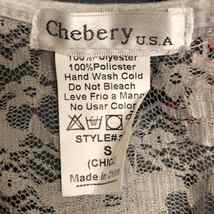 Chebery U.S.A
100% Polyester
100% Policster
Hand Wash Cold
Do Not Bleach
Leve Frio a Mano
No Usar Color
STYLE#
S
(CHIC
Made in